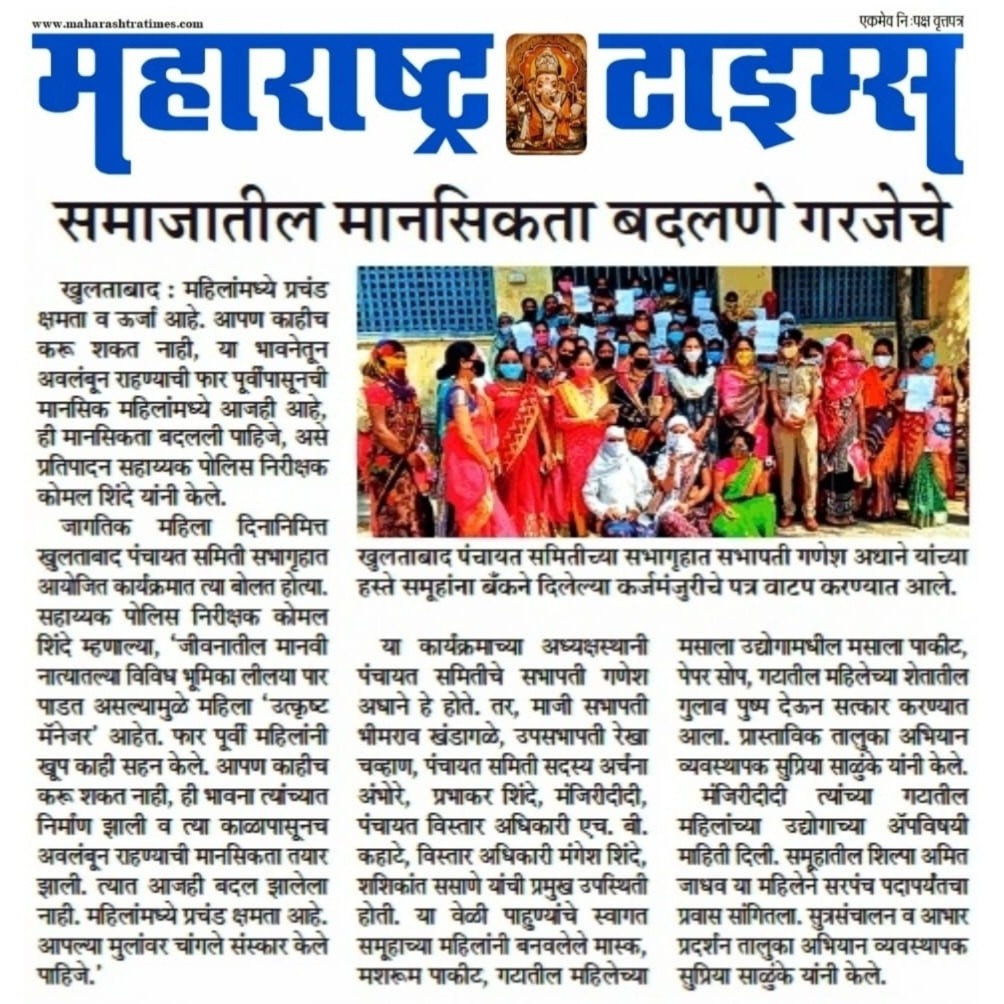 www.maharashtratimes.com
एकमेव नि:पक्ष वृत्तपत्र
महाराष्ट्र टाइम्स
समाजातील मानसिकता बदलणे गरजेचे
खुलताबाद : महिलांमध्ये प्रचंड
क्षमता व ऊर्जा आहे. आपण काहीच
करू शकत नाही, या भावनेतून
अवलंबून राहण्याची फार पूर्वीपासूनची
मानसिक महिलांमध्ये आजही आहे,
ही मानसिकता बदलली पाहिजे, असे
प्रतिपादन सहाय्यक पोलिस निरीक्षक
कोमल शिंदे यांनी केले.
जागतिक महिला दिनानिमित्त
खुलताबाद पंचायत समिती सभागृहात
आयोजित कार्यक्रमात त्या बोलत होत्या.
सहाय्यक पोलिस निरीक्षक कोमल
शिंदे म्हणाल्या, ‘जीवनातील मानवी
नात्यातल्या विविध भूमिका लीलया पार
पाडत असल्यामुळे महिला ‘उत्कृष्ट
मॅनेजर’ आहेत. फार पूर्वी महिलांनी
खूप काही सहन केले. आपण काहीच
करू शकत नाही, ही भावना त्यांच्यात
निर्माण झाली व त्या काळापासूनच
अवलंबून राहण्याची मानसिकता तयार
झाली. त्यात आजही बदल झालेला
नाही. महिलांमध्ये प्रचंड क्षमता आहे.
आपल्या मुलांवर चांगले संस्कार केले
पाहिजे.’
खुलताबाद पंचायत समितीच्या सभागृहात सभापती गणेश अधाने यांच्या
हस्ते समूहांना बँकने दिलेल्या कर्जमंजुरीचे पत्र वाटप करण्यात आले.
या कार्यक्रमाच्या अध्यक्षस्थानी
पंचायत समितीचे सभापती गणेश
अधाने हे होते. तर, माजी सभापती
भीमराव खंडागळे, उपसभापती रेखा
चव्हाण, पंचायत समिती सदस्य अर्चना
अंभोरे, प्रभाकर शिंदे, मंजिरीदीदी,
पंचायत विस्तार अधिकारी एच. बी.
कहाटे, विस्तार अधिकारी मंगेश शिंदे,
शशिकांत ससाणे यांची प्रमुख उपस्थिती
होती. या वेळी पाहुण्यांचे स्वागत
समूहाच्या महिलांनी बनवलेले मास्क,
मशरूम पाकीट, गटातील महिलेच्या
मसाला उद्योगामधील मसाला पाकीट,
पेपर सोप, गटातील महिलेच्या शेतातील
गुलाब पुष्प देऊन सत्कार करण्यात
आला. प्रास्ताविक तालुका अभियान
व्यवस्थापक सुप्रिया साळुंके यांनी केले.
मंजिरीदीदी त्यांच्या गटातील
महिलांच्या उद्योगाच्या ॲपविषयी
माहिती दिली. समूहातील शिल्पा अमित
जाधव या महिलेने सरपंच पदापर्यंतचा
प्रवास सांगितला. सुत्रसंचालन व आभार
प्रदर्शन तालुका अभियान व्यवस्थापक
सुप्रिया साळुंके यांनी केले.